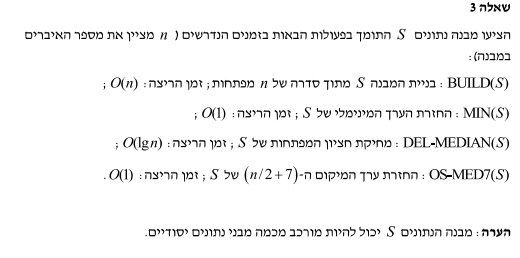 שאלה 3
הציעו מבנה נתונים S התומך בפעולות הבאות בזמנים הנדרשים ( n מציין את מספר האיברים
במבנה):
BUILD(S) : בניית המבנה S מתוך סדרה של n מפתחות; זמן הריצה: O(n) ;
MIN(S) : החזרת הערך המינימלי של S ; זמן הריצה: O(1) ;
DEL-MEDIAN(S) : מחיקת חציון המפתחות של S ; זמן הריצה: O(lg n) ;
OS-MED7(S) : החזרת ערך המיקום ה-(n/2+7) של S ; זמן הריצה: O(1) .
הערה: מבנה הנתונים S יכול להיות מורכב מכמה מבני נתונים יסודיים.